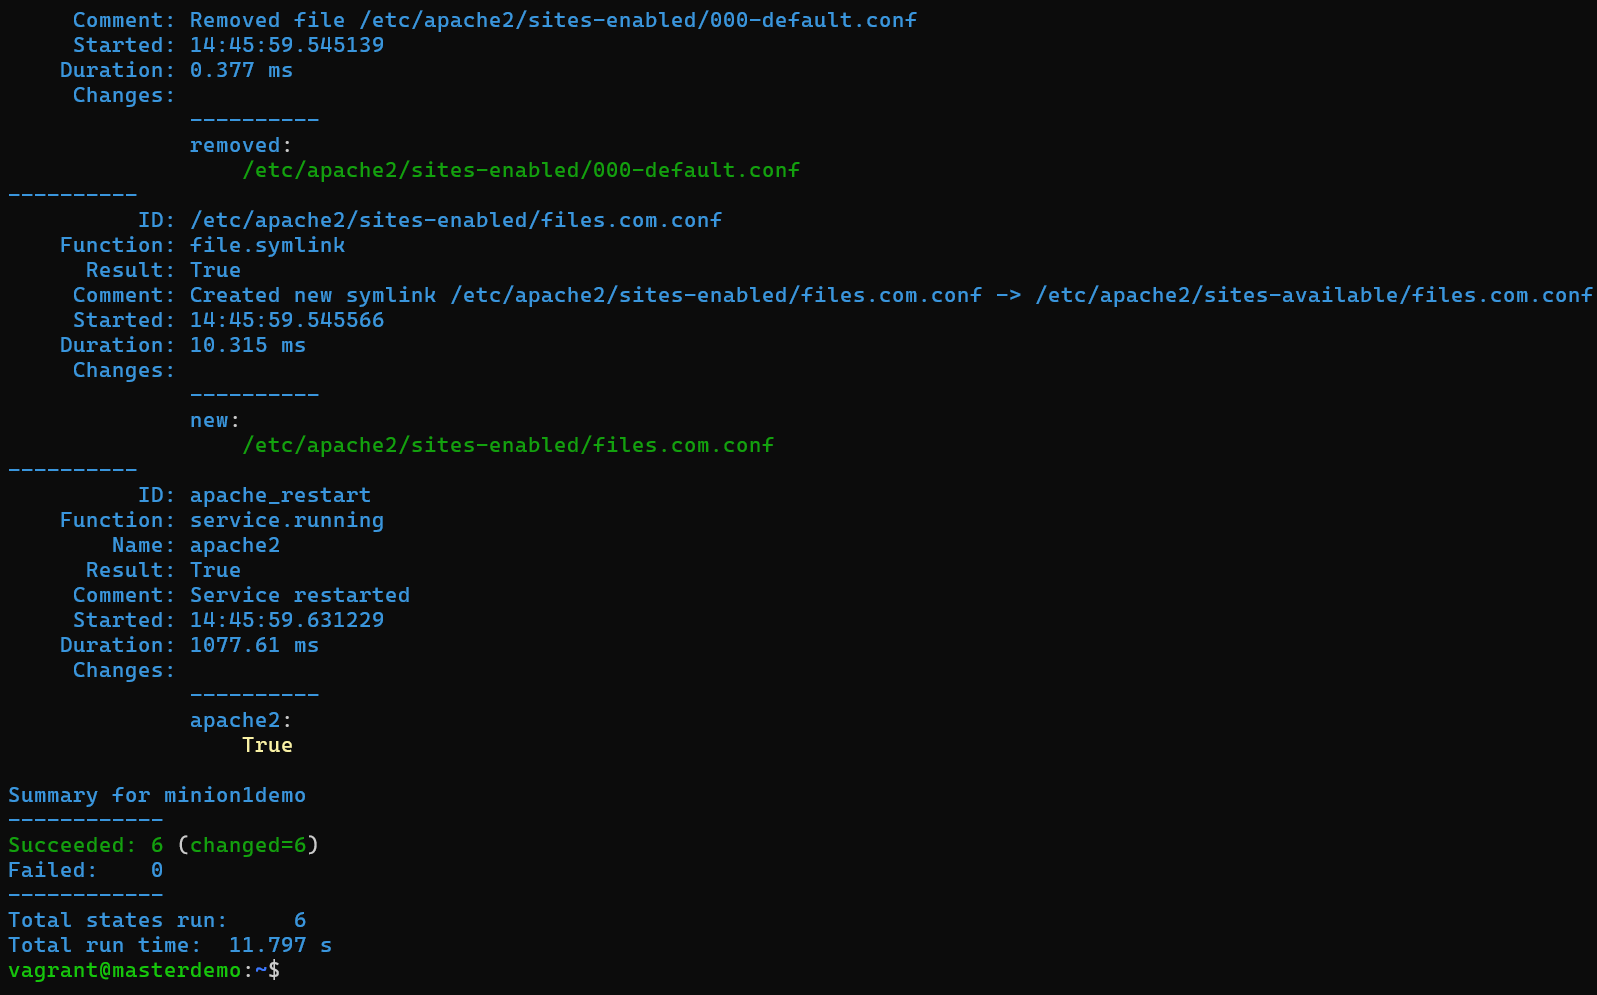 Comment: Removed file /etc/apache2/sites-enabled/000-default.conf
Started: 14:45:59.545139
Duration: 0.377 ms
Changes:
----------
removed:
/etc/apache2/sites-enabled/000-default.conf
----------
ID: /etc/apache2/sites-enabled/files.com.conf
Function: file.symlink
Result: True
Comment: Created new symlink /etc/apache2/sites-enabled/files.com.conf -> /etc/apache2/sites-available/files.com.conf
Started: 14:45:59.545566
Duration: 10.315 ms
Changes:
----------
new:
/etc/apache2/sites-enabled/files.com.conf
----------
ID: apache_restart
Function: service.running
Name: apache2
Result: True
Comment: Service restarted
Started: 14:45:59.631229
Duration: 1077.61 ms
Changes:
----------
apache2:
True
Summary for minion1demo
------------
Succeeded: 6 (changed=6)
Failed:    0
------------
Total states run:     6
Total run time:  11.797 s
vagrant@masterdemo:~$